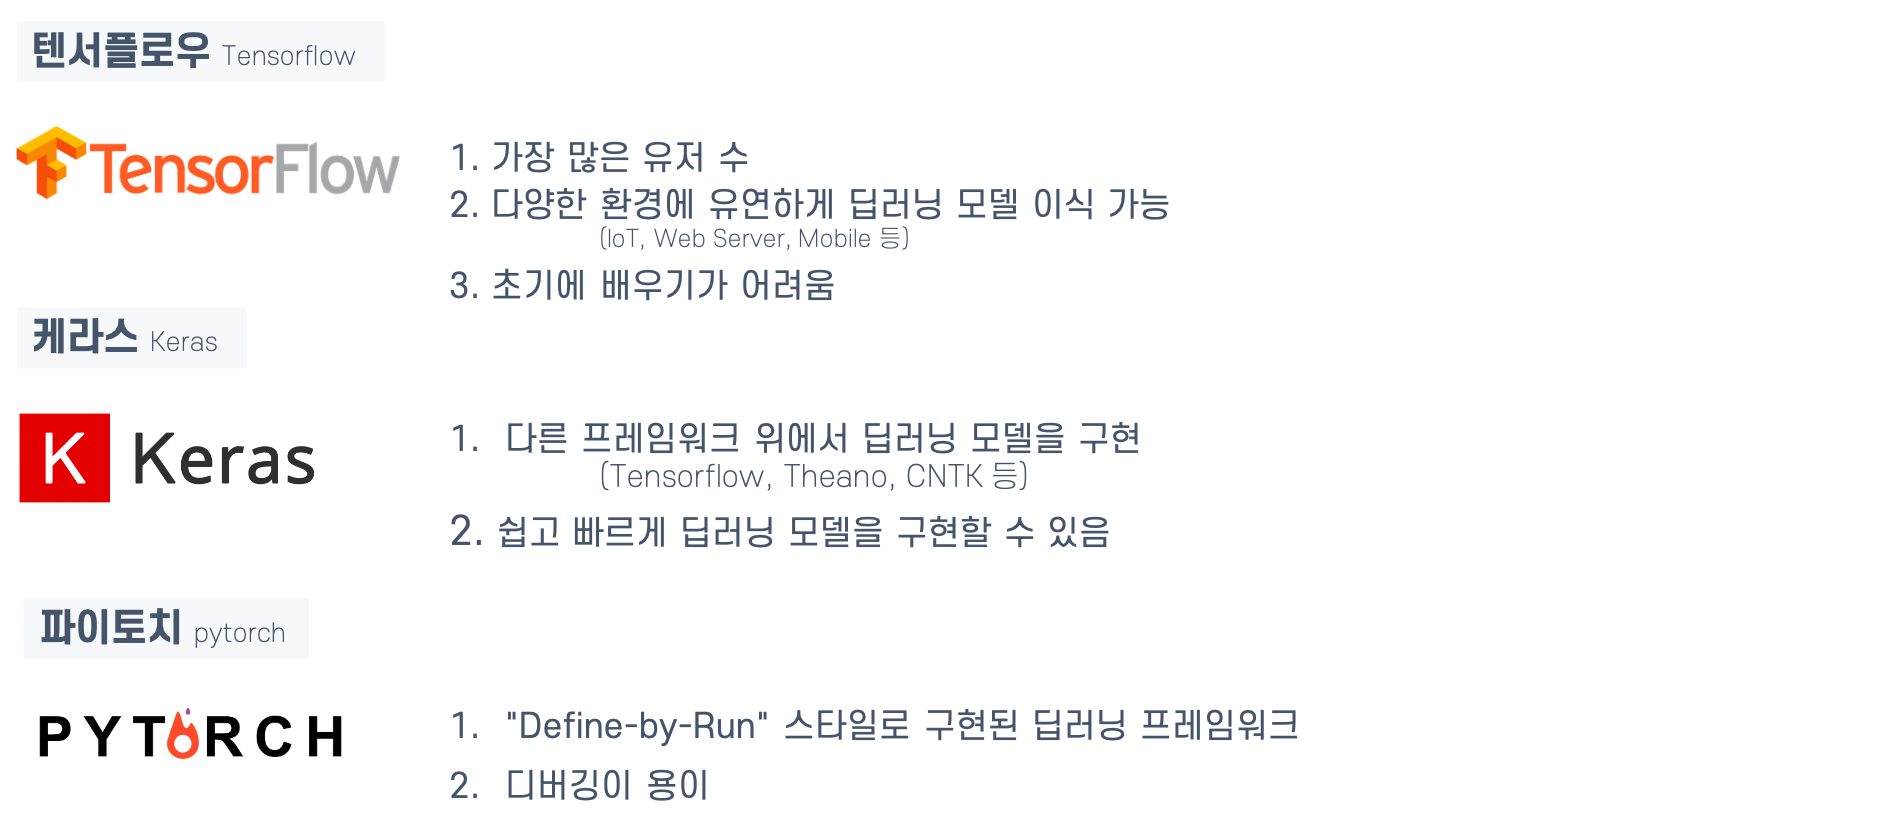 텐서플로우 Tensorflow
TensorFlow
1. 가장 많은 유저 수
2. 다양한 환경에 유연하게 딥러닝 모델 이식 가능
(IoT, Web Server, Mobile 등)
3. 초기에 배우기가 어려움
케라스 Keras
K Keras
1. 다른 프레임워크 위에서 딥러닝 모델을 구현
(Tensorflow, Theano, CNTK 등)
2. 쉽고 빠르게 딥러닝 모델을 구현할 수 있음
파이토치 pytorch
PYTORCH
1. "Define-by-Run" 스타일로 구현된 딥러닝 프레임워크
2. 디버깅이 용이